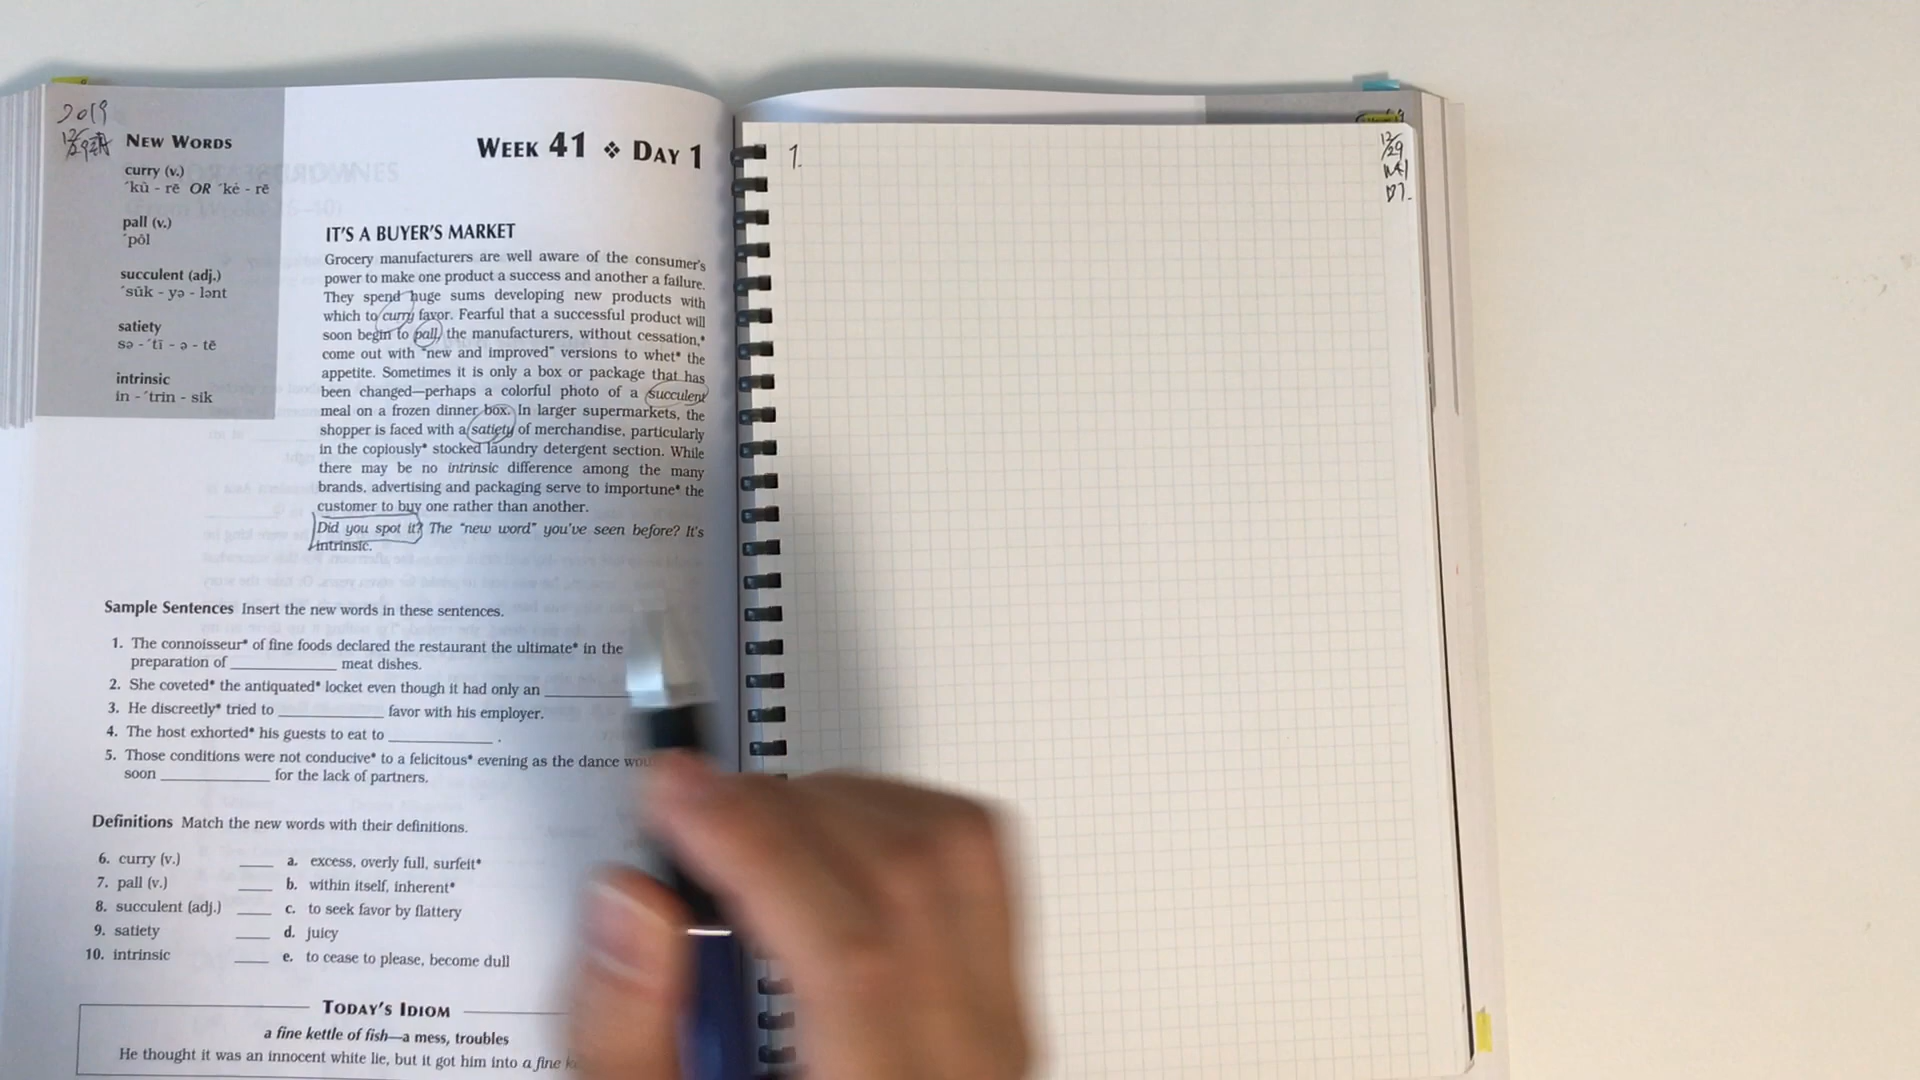 2019
12/29
NEW WORDS
curry (v.)
´kû - rē OR ´kė - rē
pall (v.)
´pôl
succulent (adj.)
´sŭk - yə - lənt
satiety
sə -´tī - ə - tē
intrinsic
in -´trin - sik
WEEK 41 ❖ DAY 1
IT'S A BUYER'S MARKET
Grocery manufacturers are well aware of the consumer's
power to make one product a success and another a failure.
They spend huge sums developing new products with
which to curry favor. Fearful that a successful product will
soon begin to pall, the manufacturers, without cessation,*
come out with "new and improved" versions to whet* the
appetite. Sometimes it is only a box or package that has
been changed—perhaps a colorful photo of a succulent
meal on a frozen dinner box. In larger supermarkets, the
shopper is faced with a satiety of merchandise, particularly
in the copiously* stocked laundry detergent section. While
there may be no intrinsic difference among the many
brands, advertising and packaging serve to importune* the
customer to buy one rather than another.
Did you spot it? The "new word" you've seen before? It's
intrinsic.
Sample Sentences Insert the new words in these sentences.
1. The connoisseur* of fine foods declared the restaurant the ultimate* in the
preparation of ____________ meat dishes.
2. She coveted* the antiquated* locket even though it had only an ____________
3. He discreetly* tried to ____________ favor with his employer.
4. The host exhorted* his guests to eat to ____________ .
5. Those conditions were not conducive* to a felicitous* evening as the dance
soon ____________ for the lack of partners.
Definitions Match the new words with their definitions.
6. curry (v.) ____ a. excess, overly full, surfeit*
7. pall (v.) ____ b. within itself, inherent*
8. succulent (adj.) ____ c. to seek favor by flattery
9. satiety ____ d. juicy
10. intrinsic ____ e. to cease to please, become dull
TODAY'S IDIOM
a fine kettle of fish—a mess, troubles
He thought it was an innocent white lie, but it got him into a fine
1.
12/29
W41
D1.